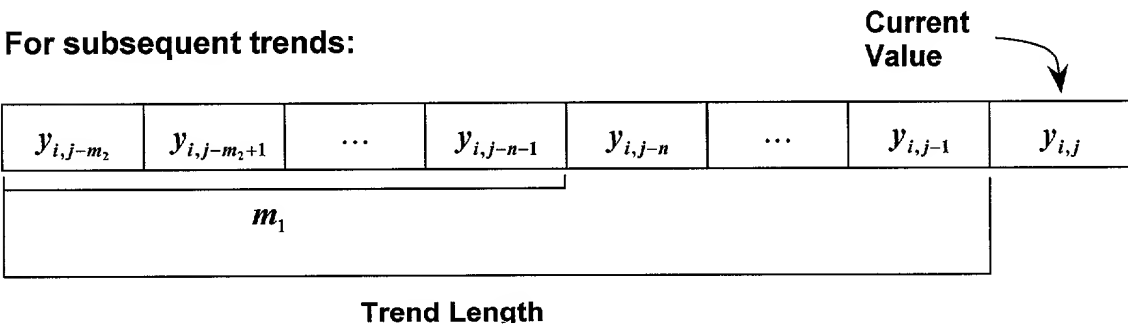 For subsequent trends:
Current
Value
y_{i,j-m_2} y_{i,j-m_2+1} … y_{i,j-n-1} y_{i,j-n} … y_{i,j-1} y_{i,j}
m_1
Trend Length